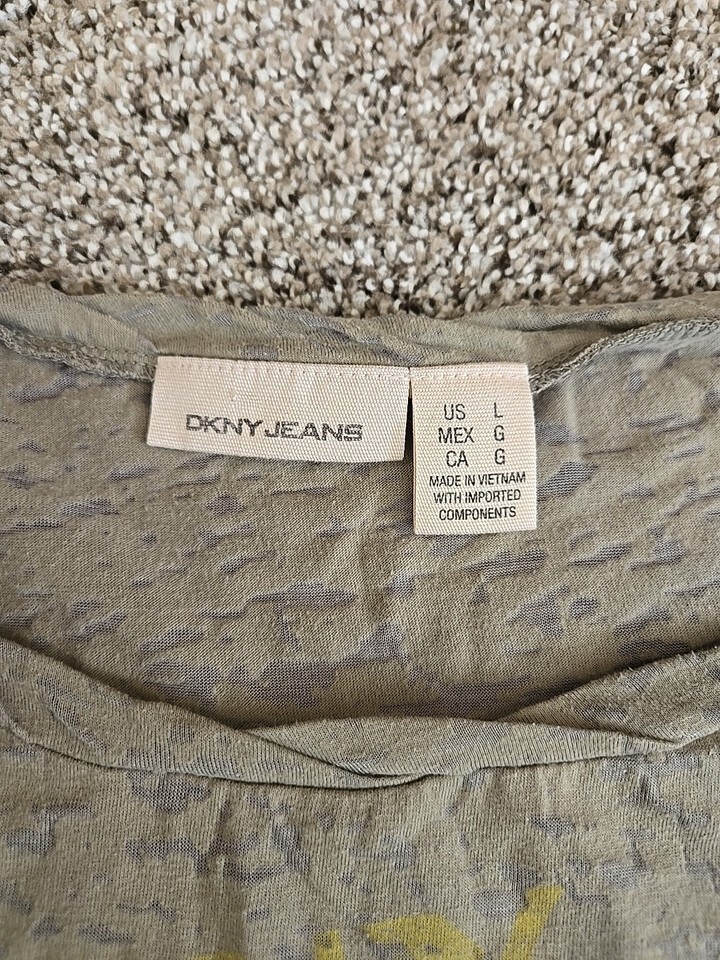 DKNY JEANS
US L
MEX G
CA G
MADE IN VIETNAM
WITH IMPORTED
COMPONENTS